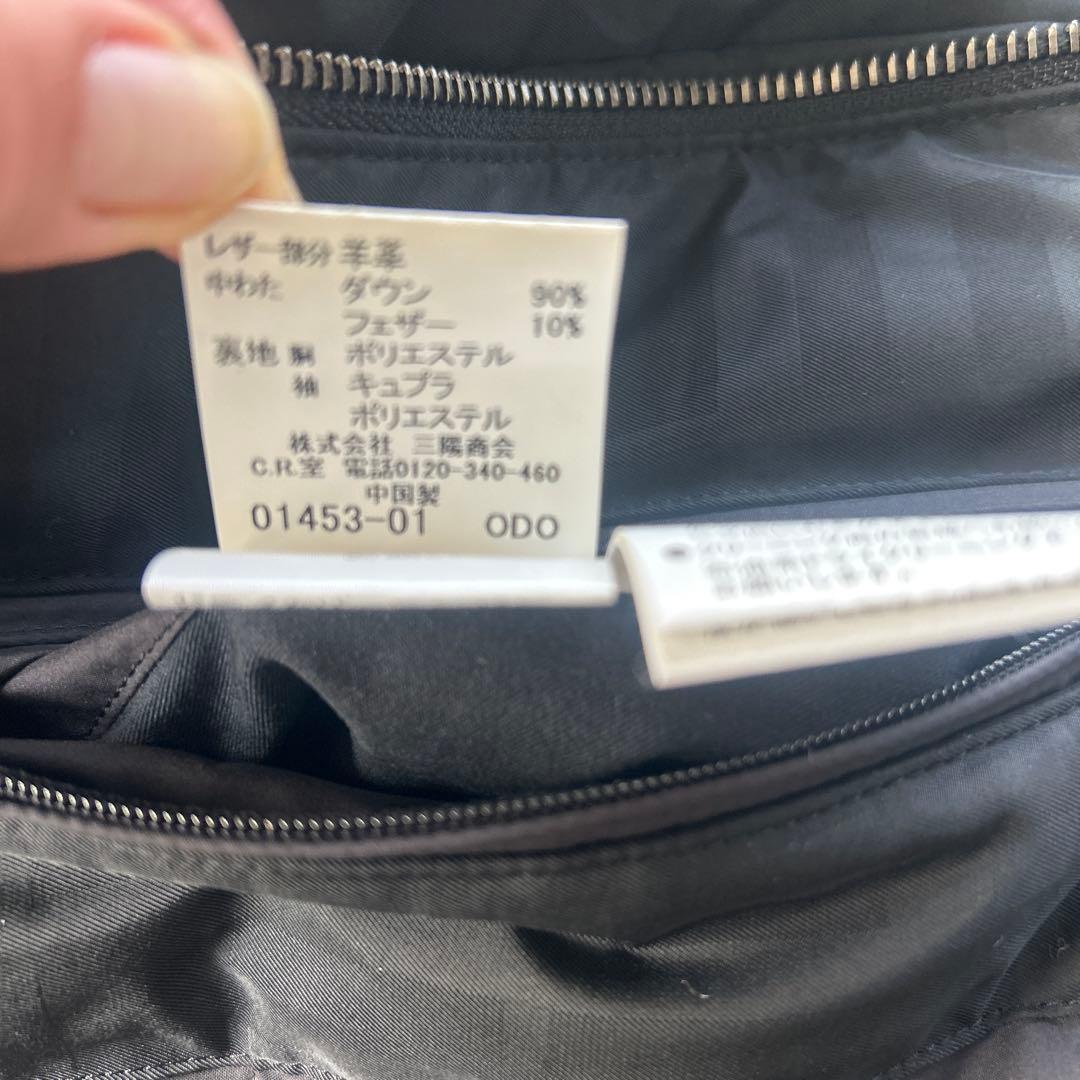 レザー部分 羊革
中わた ダウン 90%
フェザー 10%
裏地 胴 ポリエステル
袖 キュプラ
ポリエステル
株式会社 三陽商会
C.R.室 電話0120-340-460
中国製
01453-01 ODO